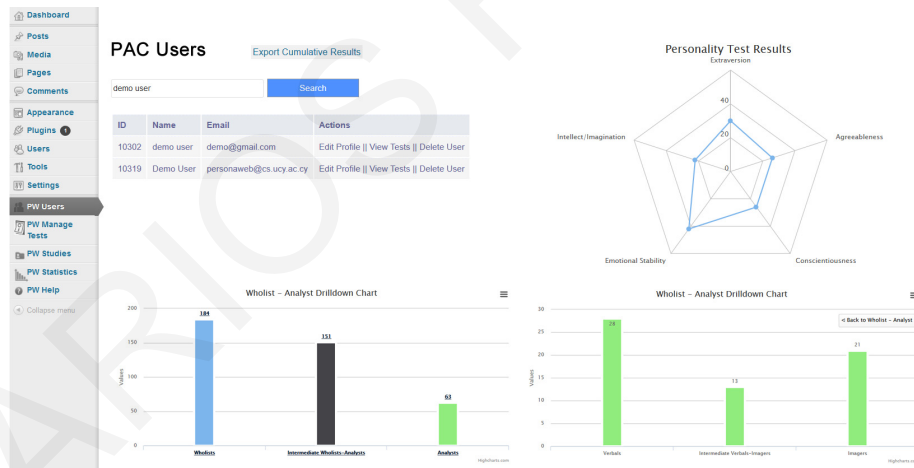 Dashboard
Posts
Media
Pages
Comments
Appearance
Plugins
Users
Tools
Settings
PW Users
PW Manage
Tests
PW Studies
PW Statistics
PW Help
Collapse menu
PAC Users
Export Cumulative Results
demo user
Search
ID Name Email Actions
10302 demo user demo@gmail.com Edit Profile || View Tests || Delete User
10319 Demo User personaweb@cs.ucy.ac.cy Edit Profile || View Tests || Delete User
Personality Test Results
Extraversion
40
Intellect/Imagination
20
Agreeableness
0
Emotional Stability
Conscientiousness
Wholist - Analyst Drilldown Chart
200
184
150
151
Values
100
63
50
0
Wholists
Intermediate Wholists-Analysts
Analysts
Highcharts.com
Wholist - Analyst Drilldown Chart
30
< Back to Wholist - Analyst
28
25
21
20
Values
15
13
10
5
0
Verbals
Intermediate Verbals-Imagers
Imagers
ARIOS